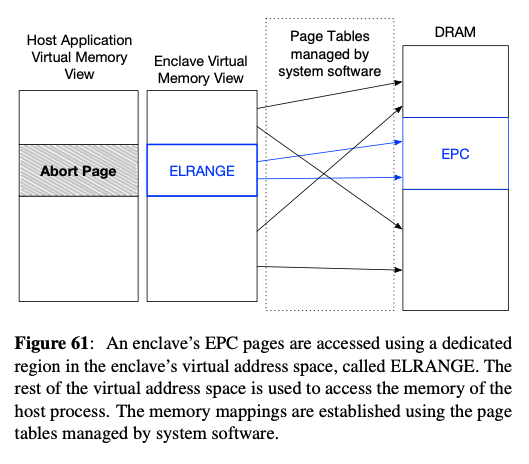 Host Application
Virtual Memory
View
Enclave Virtual
Memory View
Page Tables
managed by
system software
DRAM
Abort Page
ELRANGE
EPC
Figure 61: An enclave's EPC pages are accessed using a dedicated
region in the enclave's virtual address space, called ELRANGE. The
rest of the virtual address space is used to access the memory of the
host process. The memory mappings are established using the page
tables managed by system software.